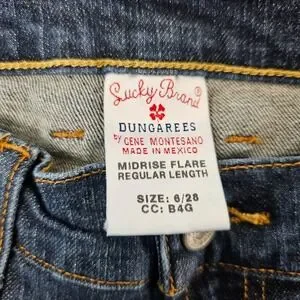 Lucky Brand
DUNGAREES
by GENE MONTESANO
MADE IN MEXICO
MIDRISE FLARE
REGULAR LENGTH
SIZE: 6/28
CC: B4G